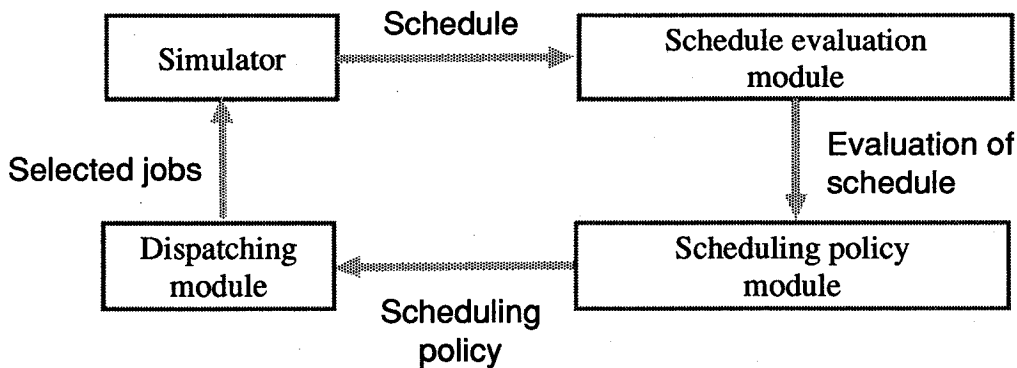 Schedule
Simulator
Schedule evaluation
module
Selected jobs
Evaluation of
schedule
Dispatching
module
Scheduling policy
module
Scheduling
policy